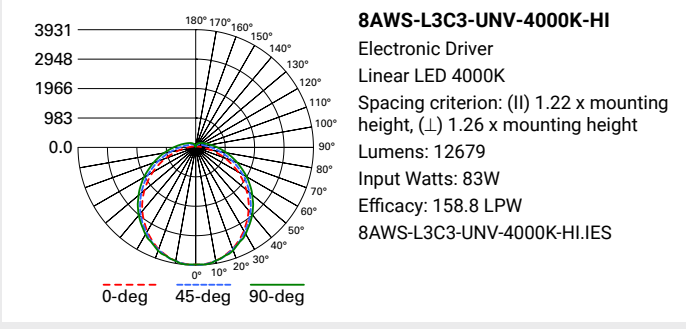 3931
2948
1966
983
0.0
180°
170°
160°
150°
140°
130°
120°
110°
100°
90°
80°
70°
60°
50°
40°
30°
20°
10°
0°
0-deg
45-deg
90-deg
8AWS-L3C3-UNV-4000K-HI
Electronic Driver
Linear LED 4000K
Spacing criterion: (II) 1.22 x mounting
height, (⊥) 1.26 x mounting height
Lumens: 12679
Input Watts: 83W
Efficacy: 158.8 LPW
8AWS-L3C3-UNV-4000K-HI.IES